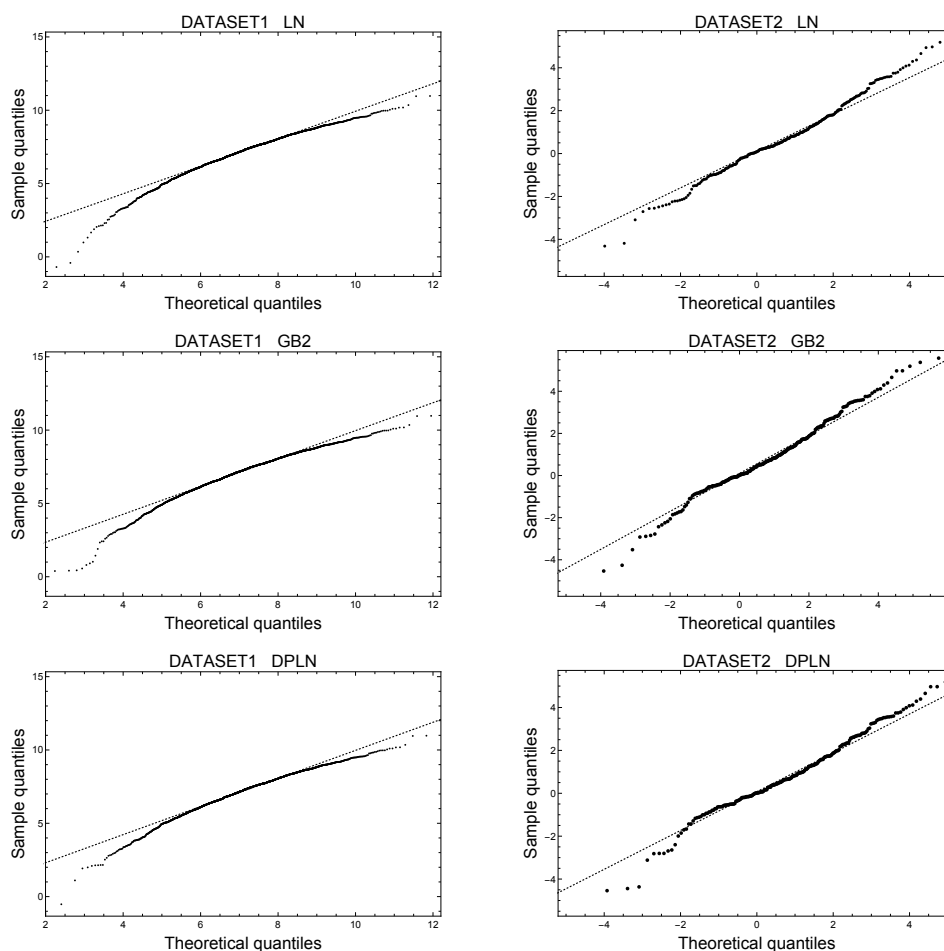 DATASET1 LN
15
10
5
0
Sample quantiles
2 4 6 8 10 12
Theoretical quantiles
DATASET2 LN
4
2
0
−2
−4
Sample quantiles
−4 −2 0 2 4
Theoretical quantiles
DATASET1 GB2
15
10
5
0
Sample quantiles
2 4 6 8 10 12
Theoretical quantiles
DATASET2 GB2
4
2
0
−2
−4
Sample quantiles
−4 −2 0 2 4
Theoretical quantiles
DATASET1 DPLN
15
10
5
0
Sample quantiles
2 4 6 8 10 12
Theoretical quantiles
DATASET2 DPLN
4
2
0
−2
−4
Sample quantiles
−4 −2 0 2 4
Theoretical quantiles